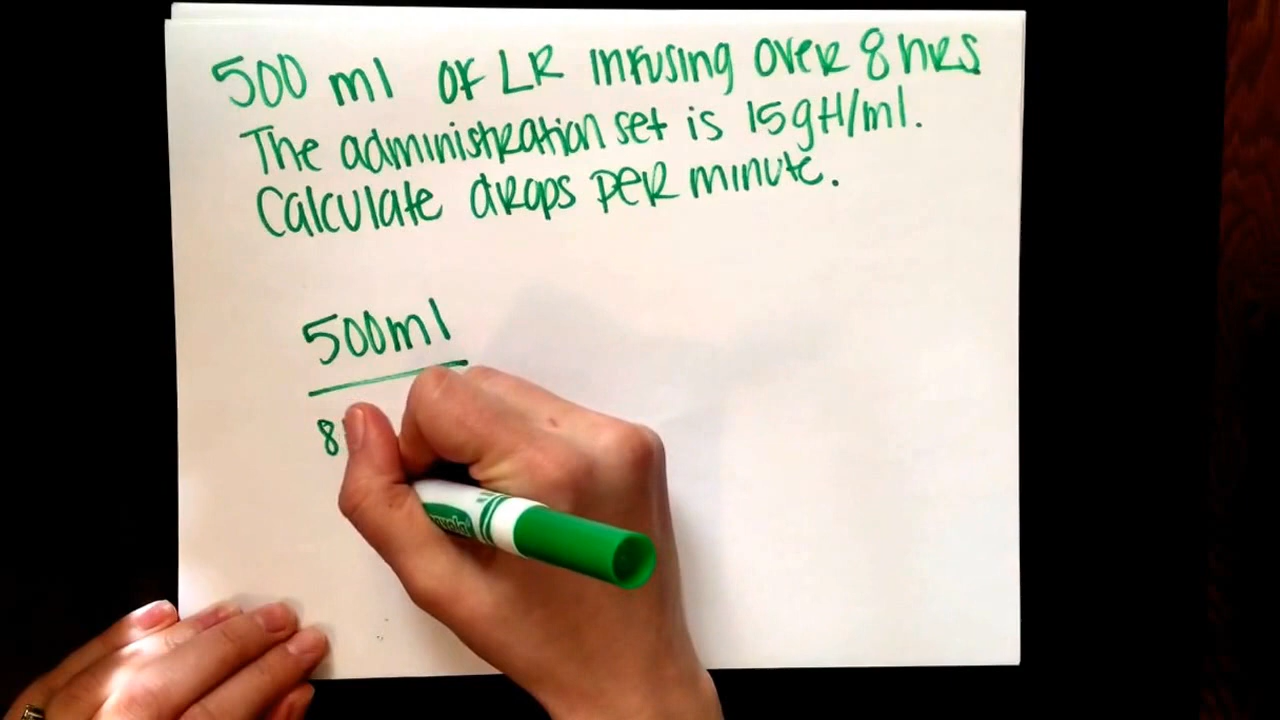 500 ml of LR infusing over 8 hrs
The administration set is 15gtt/ml.
Calculate drops per minute.
500ml
8